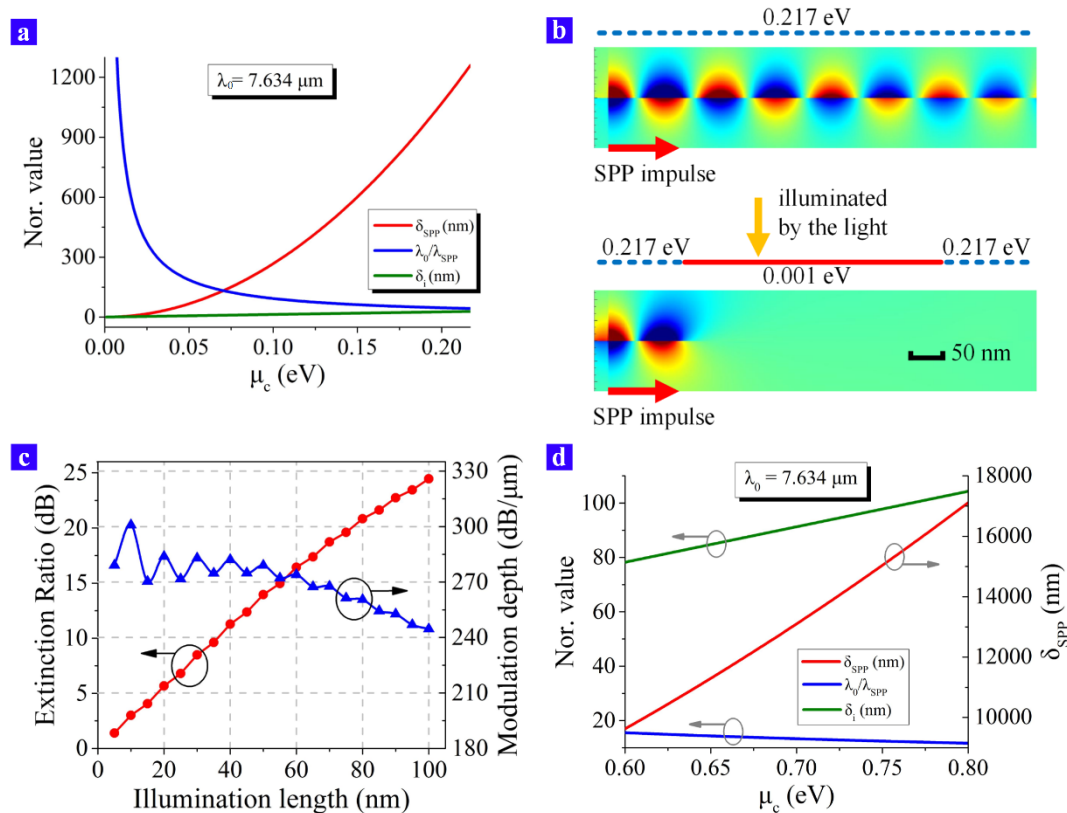 a
λ₀= 7.634 μm
Nor. value
1200
900
600
300
0
δSPP (nm)
λ₀/λSPP
δi (nm)
0.00 0.05 0.10 0.15 0.20
μc (eV)
b
0.217 eV
SPP impulse
illuminated
by the light
0.217 eV 0.217 eV
0.001 eV
50 nm
SPP impulse
c
Extinction Ratio (dB)
25
20
15
10
5
0
330
300
270
240
210
180
Modulation depth (dB/μm)
0 20 40 60 80 100
Illumination length (nm)
d
λ₀ = 7.634 μm
Nor. value
100
80
60
40
20
18000
16000
14000
12000
10000
δSPP (nm)
δSPP (nm)
λ₀/λSPP
δi (nm)
0.60 0.65 0.70 0.75 0.80
μc (eV)